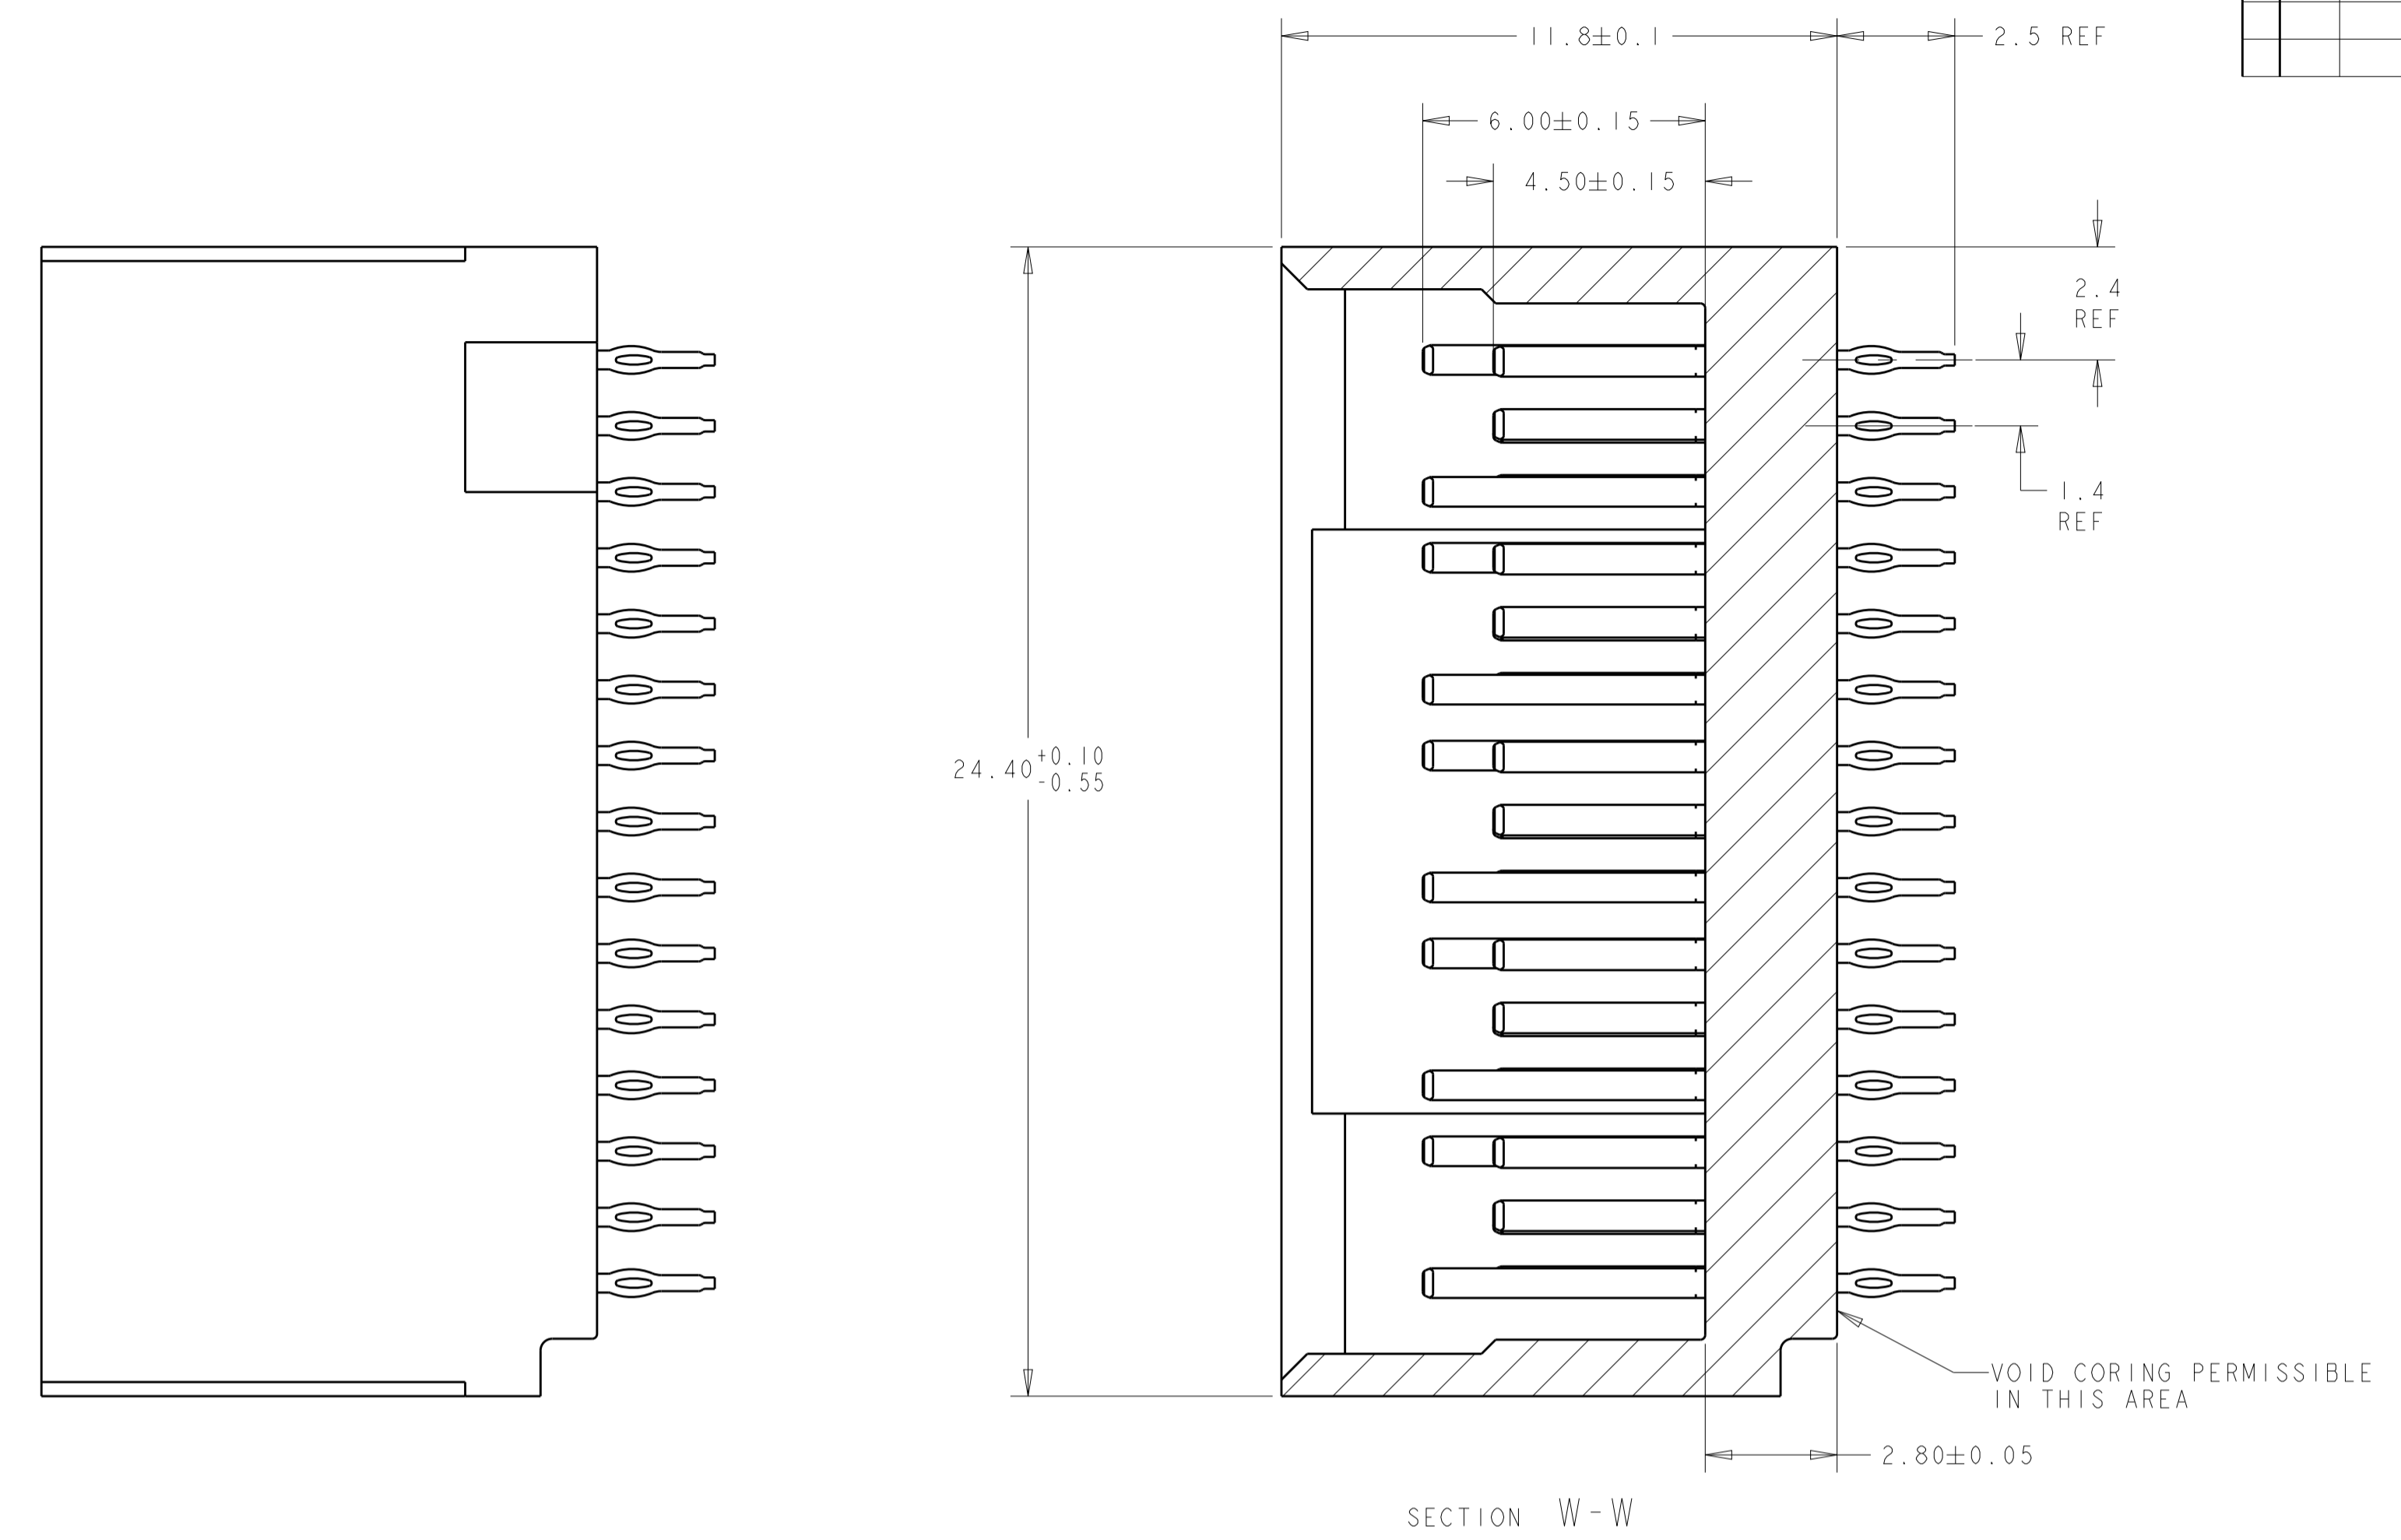 11.8±0.1
2.5 REF
6.00±0.15
4.50±0.15
2.4
REF
1.4
REF
24.40 +0.10
-0.55
VOID CORING PERMISSIBLE
IN THIS AREA
2.80±0.05
SECTION W-W